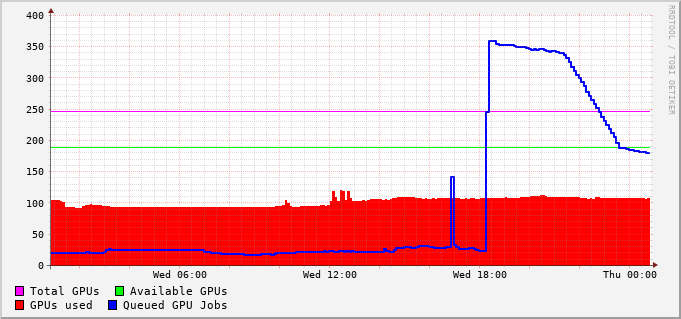 400
350
300
250
200
150
100
50
0
Wed 06:00 Wed 12:00 Wed 18:00 Thu 00:00
Total GPUs Available GPUs
GPUs used Queued GPU Jobs
RRDTOOL / TOBI OETIKER